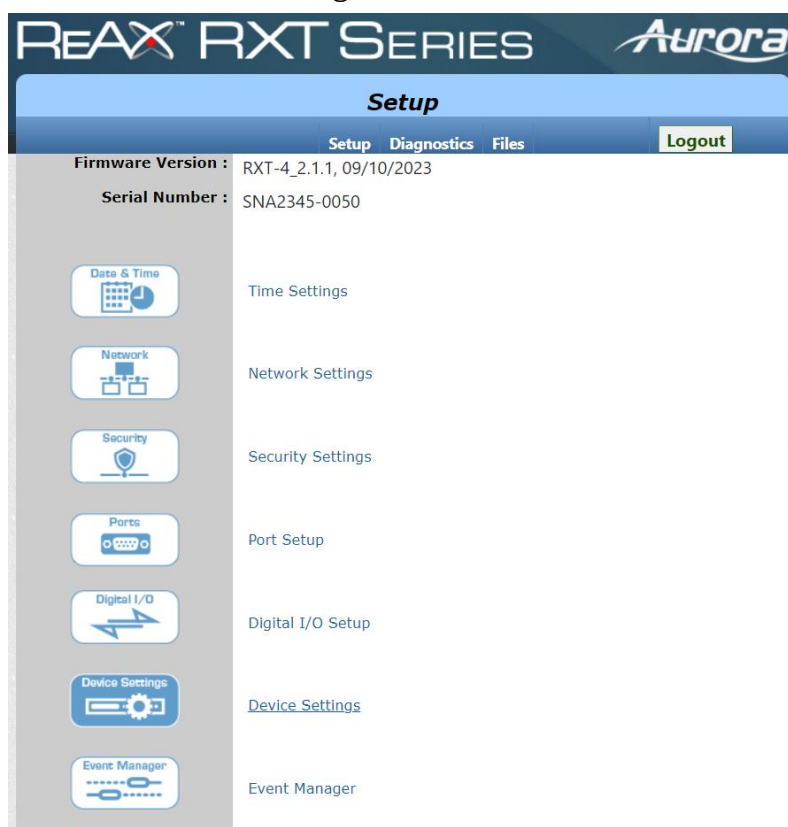 REAX™ RXT SERIES Aurora
Setup
Setup Diagnostics Files Logout
Firmware Version : RXT-4_2.1.1, 09/10/2023
Serial Number : SNA2345-0050
Date & Time
Time Settings
Network
Network Settings
Security
Security Settings
Ports
Port Setup
Digital I/O
Digital I/O Setup
Device Settings
Device Settings
Event Manager
Event Manager